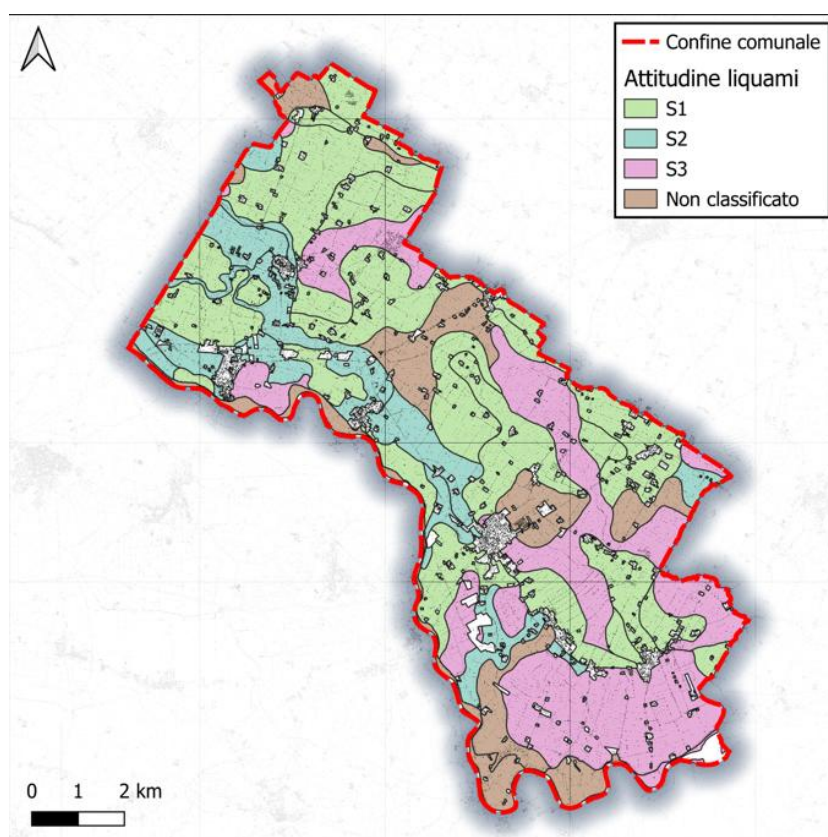 Confine comunale
Attitudine liquami
S1
S2
S3
Non classificato
0 1 2 km